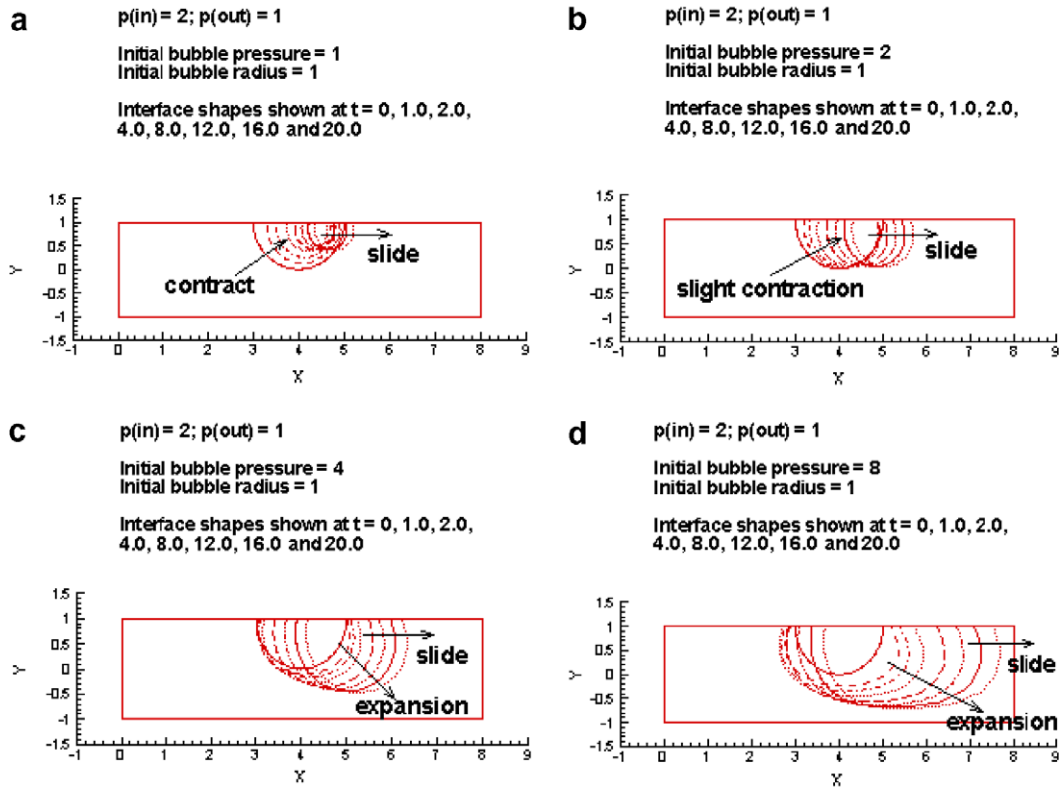 a
p(in) = 2; p(out) = 1
Initial bubble pressure = 1
Initial bubble radius = 1
Interface shapes shown at t = 0, 1.0, 2.0,
4.0, 8.0, 12.0, 16.0 and 20.0
1.5
1
0.5
0
-0.5
-1
-1.5
Y
contract
slide
-1 0 1 2 3 4 5 6 7 8 9
X
b
p(in) = 2; p(out) = 1
Initial bubble pressure = 2
Initial bubble radius = 1
Interface shapes shown at t = 0, 1.0, 2.0,
4.0, 8.0, 12.0, 16.0 and 20.0
1.5
1
0.5
0
-0.5
-1
-1.5
Y
slide
slight contraction
-1 0 1 2 3 4 5 6 7 8 9
X
c
p(in) = 2; p(out) = 1
Initial bubble pressure = 4
Initial bubble radius = 1
Interface shapes shown at t = 0, 1.0, 2.0,
4.0, 8.0, 12.0, 16.0 and 20.0
1.5
1
0.5
0
-0.5
-1
-1.5
Y
slide
expansion
-1 0 1 2 3 4 5 6 7 8 9
X
d
p(in) = 2; p(out) = 1
Initial bubble pressure = 8
Initial bubble radius = 1
Interface shapes shown at t = 0, 1.0, 2.0,
4.0, 8.0, 12.0, 16.0 and 20.0
1.5
1
0.5
0
-0.5
-1
-1.5
Y
slide
expansion
-1 0 1 2 3 4 5 6 7 8 9
X